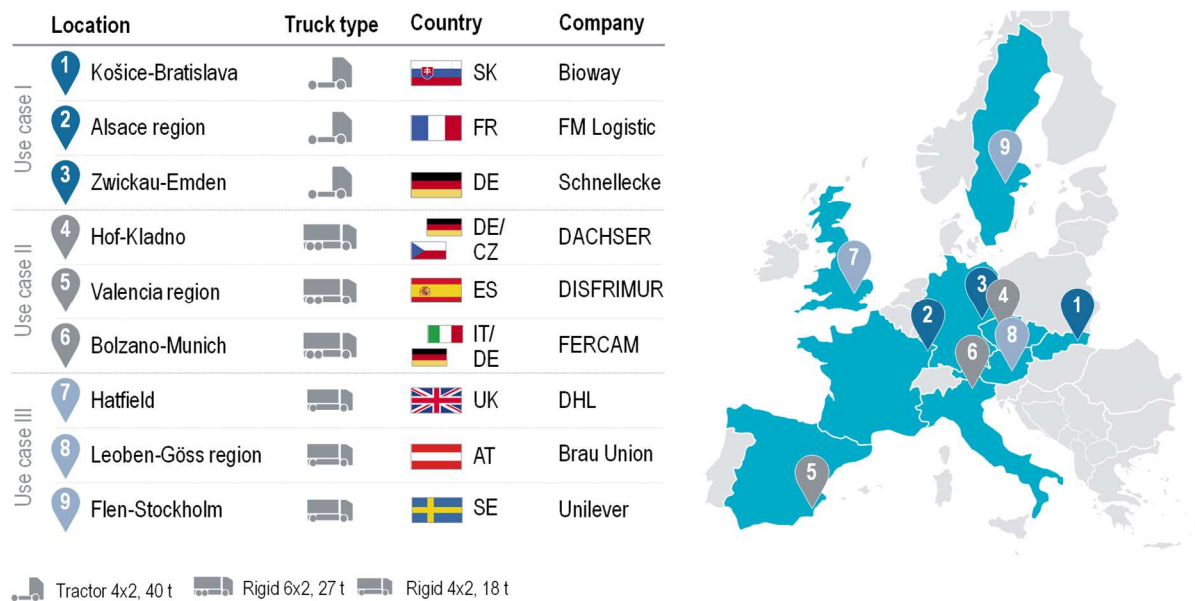 Location Truck type Country Company
Use case I
1 Košice-Bratislava SK Bioway
2 Alsace region FR FM Logistic
3 Zwickau-Emden DE Schnellecke
Use case II
4 Hof-Kladno DE/
CZ DACHSER
5 Valencia region ES DISFRIMUR
6 Bolzano-Munich IT/
DE FERCAM
Use case III
7 Hatfield UK DHL
8 Leoben-Göss region AT Brau Union
9 Flen-Stockholm SE Unilever
Tractor 4x2, 40 t Rigid 6x2, 27 t Rigid 4x2, 18 t
9
7
3
4
1
2
8
6
5